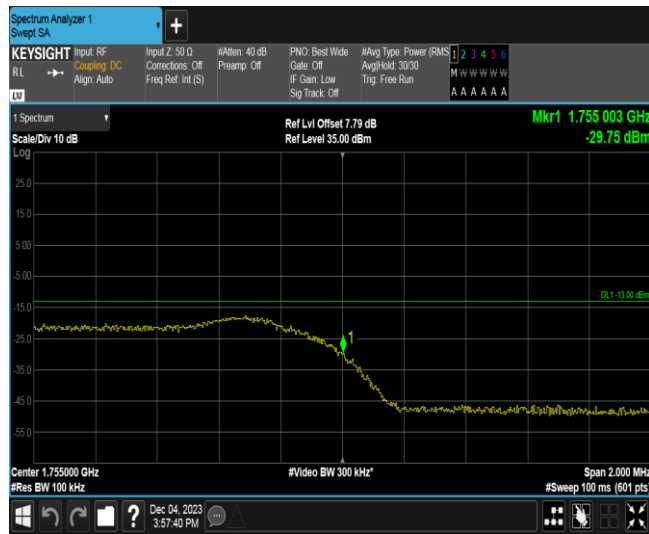 Spectrum Analyzer 1
Swept SA
KEYSIGHT
RL
LXI
Input: RF
Coupling: DC
Align: Auto
Input Z: 50 Ω
Corrections: Off
Freq Ref: Int (S)
#Atten: 40 dB
Preamp: Off
PNO: Best Wide
Gate: Off
IF Gain: Low
Sig Track: Off
#Avg Type: Power (RMS
Avg|Hold: 30/30
Trig: Free Run
1 2 3 4 5 6
M W W W W W
A A A A A A
1 Spectrum
Scale/Div 10 dB
Log
Ref Lvl Offset 7.79 dB
Ref Level 35.00 dBm
Mkr1 1.755 003 GHz
-29.75 dBm
25.0
15.0
5.00
-5.00
DL1 -13.00 dBm
-15.0
1
-25.0
-35.0
-45.0
-55.0
Center 1.755000 GHz
#Video BW 300 kHz*
Span 2.000 MHz
#Res BW 100 kHz
#Sweep 100 ms (601 pts
?
Dec 04, 2023
3:57:40 PM